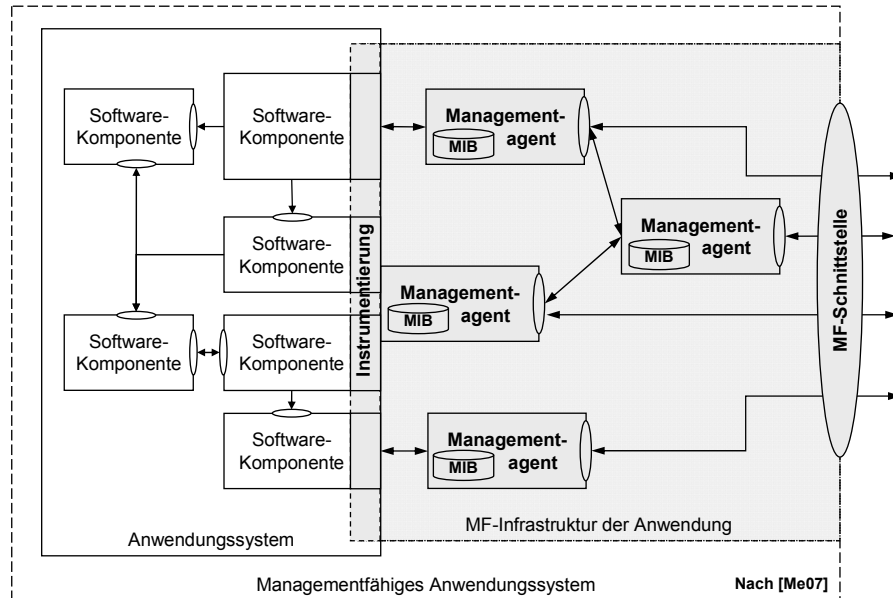 Software-
Komponente
Software-
Komponente
Management-
agent
MIB
Software-
Komponente
Management-
agent
MIB
Instrumentierung
Management-
agent
MIB
MF-Schnittstelle
Software-
Komponente
Software-
Komponente
Software-
Komponente
Management-
agent
MIB
Anwendungssystem
MF-Infrastruktur der Anwendung
Managementfähiges Anwendungssystem
Nach [Me07]